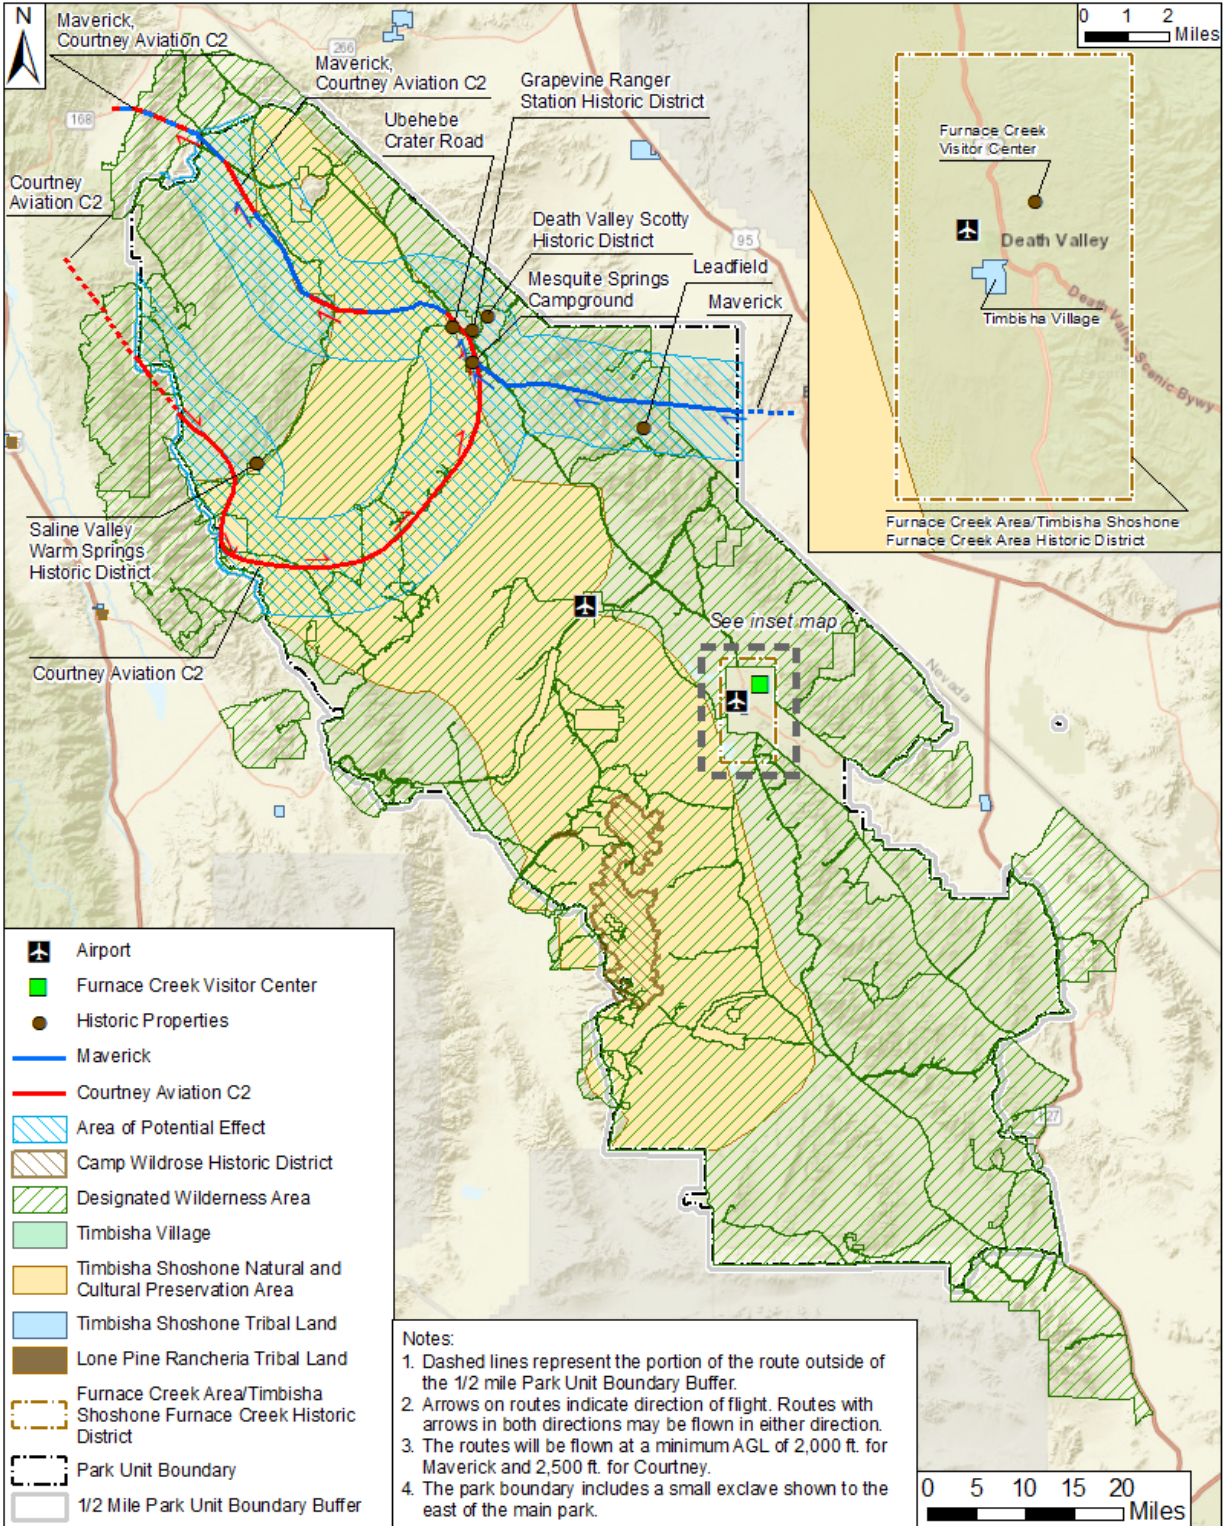 N
Maverick,
Courtney Aviation C2
266
Maverick,
Courtney Aviation C2
Grapevine Ranger
Station Historic District
Ubehebe
Crater Road
168
Courtney
Aviation C2
Death Valley Scotty
Historic District
95
Leadfield
Mesquite Springs
Campground
Maverick
0 1 2
Miles
Furnace Creek
Visitor Center
Death Valley
Timbisha Village
Death Valley Scenic Bywy
Furnace Creek Area/Timbisha Shoshone
Furnace Creek Area Historic District
Saline Valley
Warm Springs
Historic District
See inset map
Courtney Aviation C2
Nevada
127
Airport
Furnace Creek Visitor Center
Historic Properties
Maverick
Courtney Aviation C2
Area of Potential Effect
Camp Wildrose Historic District
Designated Wilderness Area
Timbisha Village
Timbisha Shoshone Natural and
Cultural Preservation Area
Timbisha Shoshone Tribal Land
Lone Pine Rancheria Tribal Land
Furnace Creek Area/Timbisha
Shoshone Furnace Creek Historic
District
Park Unit Boundary
1/2 Mile Park Unit Boundary Buffer
Notes:
1. Dashed lines represent the portion of the route outside of
the 1/2 mile Park Unit Boundary Buffer.
2. Arrows on routes indicate direction of flight. Routes with
arrows in both directions may be flown in either direction.
3. The routes will be flown at a minimum AGL of 2,000 ft. for
Maverick and 2,500 ft. for Courtney.
4. The park boundary includes a small exclave shown to the
east of the main park.
0 5 10 15 20
Miles